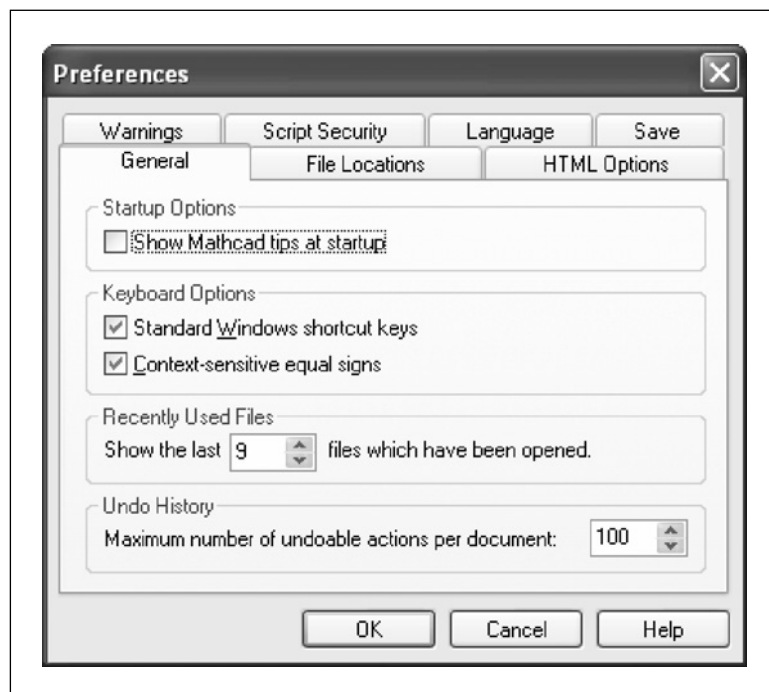 Preferences
Warnings Script Security Language Save
General File Locations HTML Options
Startup Options
Show Mathcad tips at startup
Keyboard Options
Standard Windows shortcut keys
Context-sensitive equal signs
Recently Used Files
Show the last 9 files which have been opened.
Undo History
Maximum number of undoable actions per document: 100
OK Cancel Help